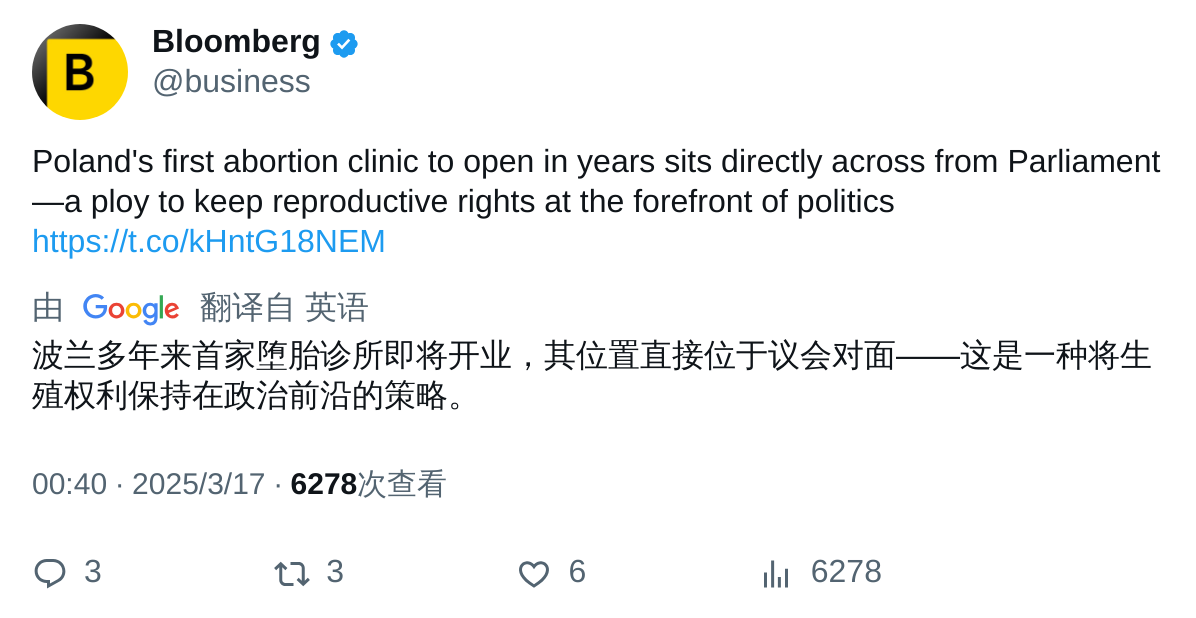 B
Bloomberg
@business
Poland's first abortion clinic to open in years sits directly across from Parliament
—a ploy to keep reproductive rights at the forefront of politics
https://t.co/kHntG18NEM
由 Google 翻译自 英语
波兰多年来首家堕胎诊所即将开业，其位置直接位于议会对面——这是一种将生
殖权利保持在政治前沿的策略。
00:40 · 2025/3/17 · 6278次查看
3 3 6 6278